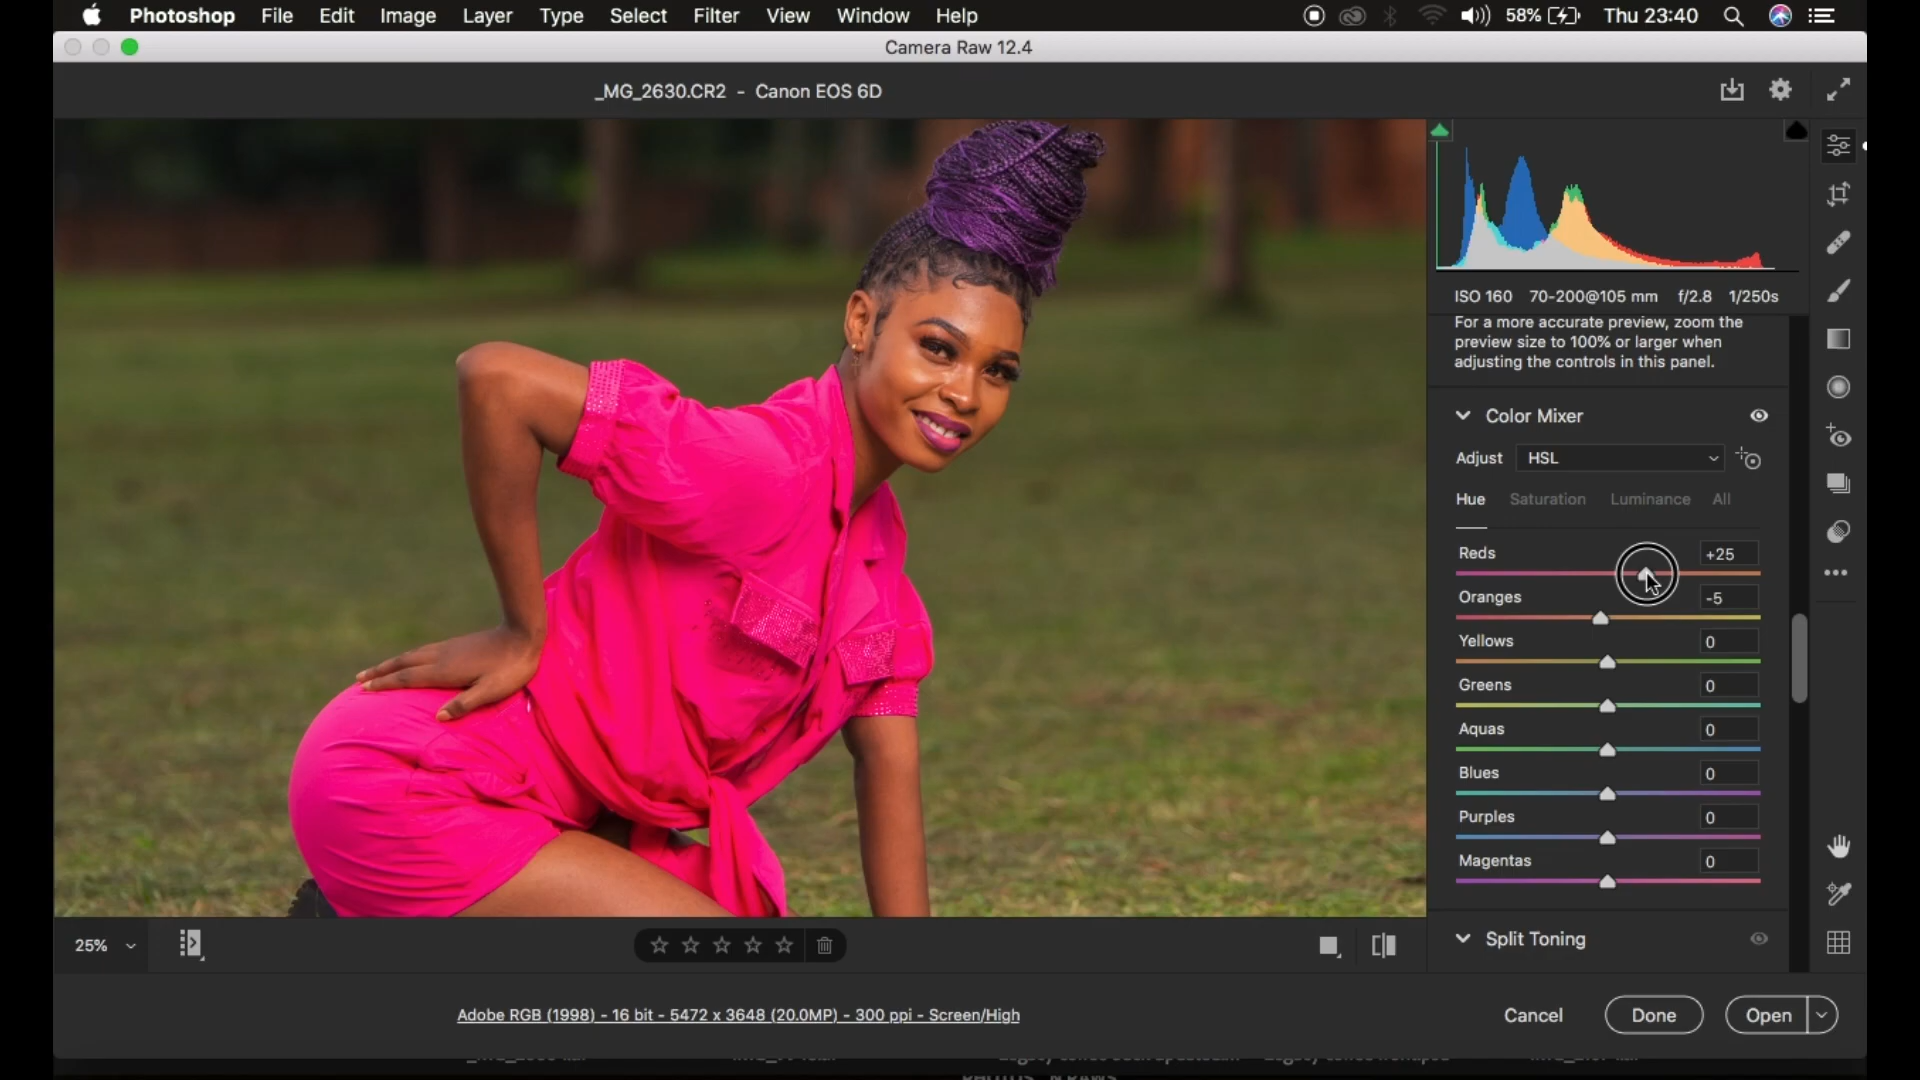 Photoshop File Edit Image Layer Type Select Filter View Window Help 58% Thu 23:40
Camera Raw 12.4
_MG_2630.CR2 - Canon EOS 6D
ISO 160 70-200@105 mm f/2.8 1/250s
For a more accurate preview, zoom the
preview size to 100% or larger when
adjusting the controls in this panel.
Color Mixer
Adjust HSL
Hue Saturation Luminance All
Reds +25
Oranges -5
Yellows 0
Greens 0
Aquas 0
Blues 0
Purples 0
Magentas 0
Split Toning
25%
Adobe RGB (1998) - 16 bit - 5472 x 3648 (20.0MP) - 300 ppi - Screen/High
Cancel Done Open